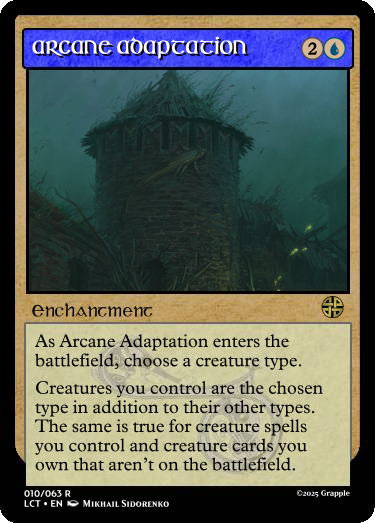 Arcane Adaptation 2
Enchantment
As Arcane Adaptation enters the
battlefield, choose a creature type.
Creatures you control are the chosen
type in addition to their other types.
The same is true for creature spells
you control and creature cards you
own that aren't on the battlefield.
010/063 R
LCT • EN Mikhail Sidorenko
©2025 Grapple